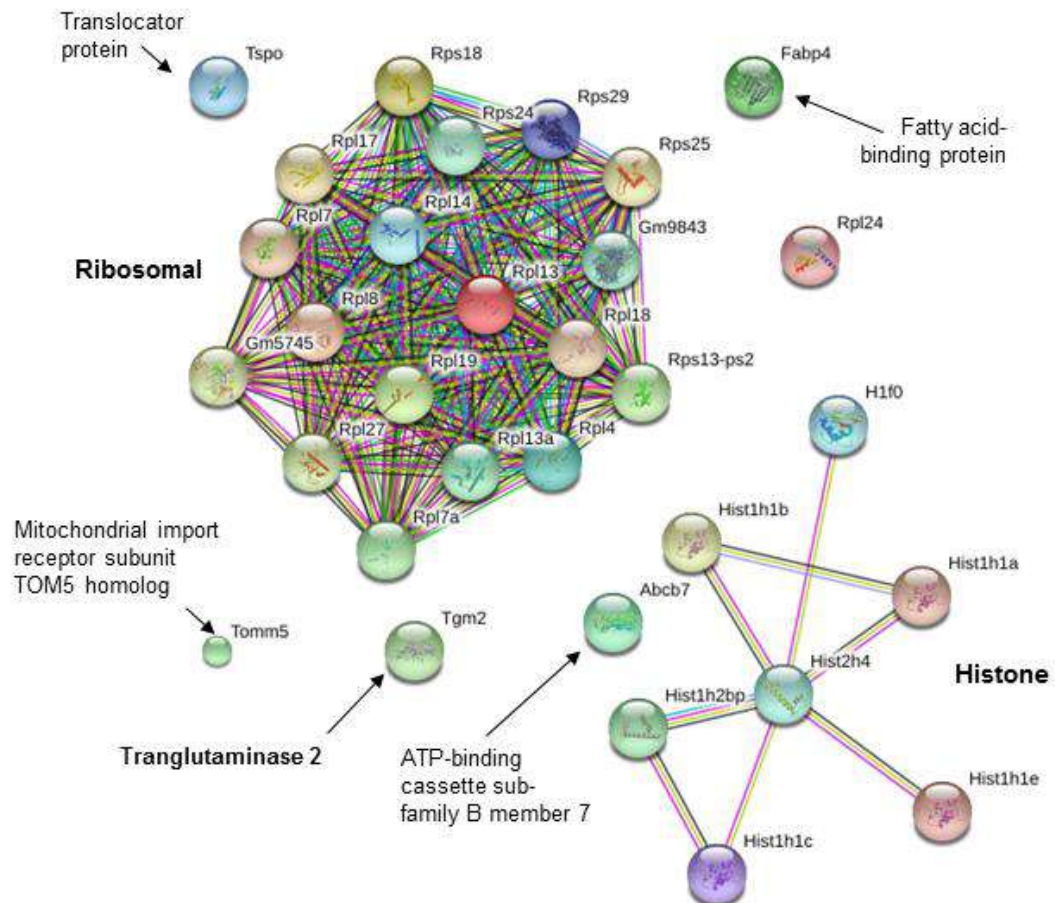 Translocator
protein
Tspo
Rps18
Fabp4
Rps24
Rps29
Fatty acid-
binding protein
Rpl17
Rps25
Rpl14
Rpl7
Gm9843
Rpl24
Ribosomal
Rpl13
Rpl8
Rpl18
Gm5745
Rpl19
Rps13-ps2
H1f0
Rpl27
Rpl13a
Rpl4
Rpl7a
Hist1h1b
Mitochondrial import
receptor subunit
TOM5 homolog
Hist1h1a
Abcb7
Tomm5
Tgm2
Hist2h4
Histone
Hist1h2bp
Tranglutaminase 2
ATP-binding
cassette sub-
family B member 7
Hist1h1e
Hist1h1c